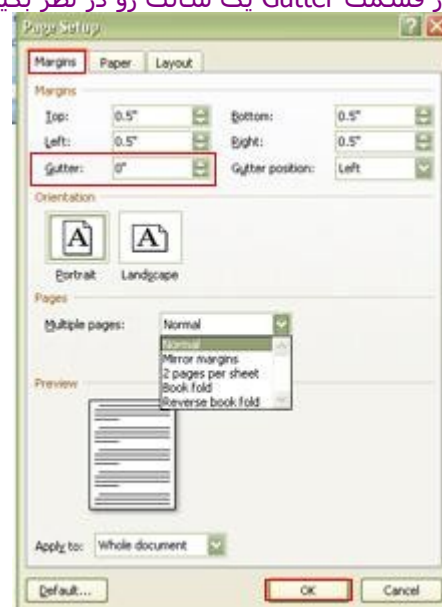 قسمت Gutter یک سانت رو در نظر
Page Setup
Margins Paper Layout
Margins
Top: 0.5" Bottom: 0.5"
Left: 0.5" Right: 0.5"
Gutter: 0" Gutter position: Left
Orientation
A A
Portrait Landscape
Pages
Multiple pages: Normal
Normal
Mirror margins
2 pages per sheet
Book fold
Reverse book fold
Preview
Apply to: Whole document
Default... OK Cancel